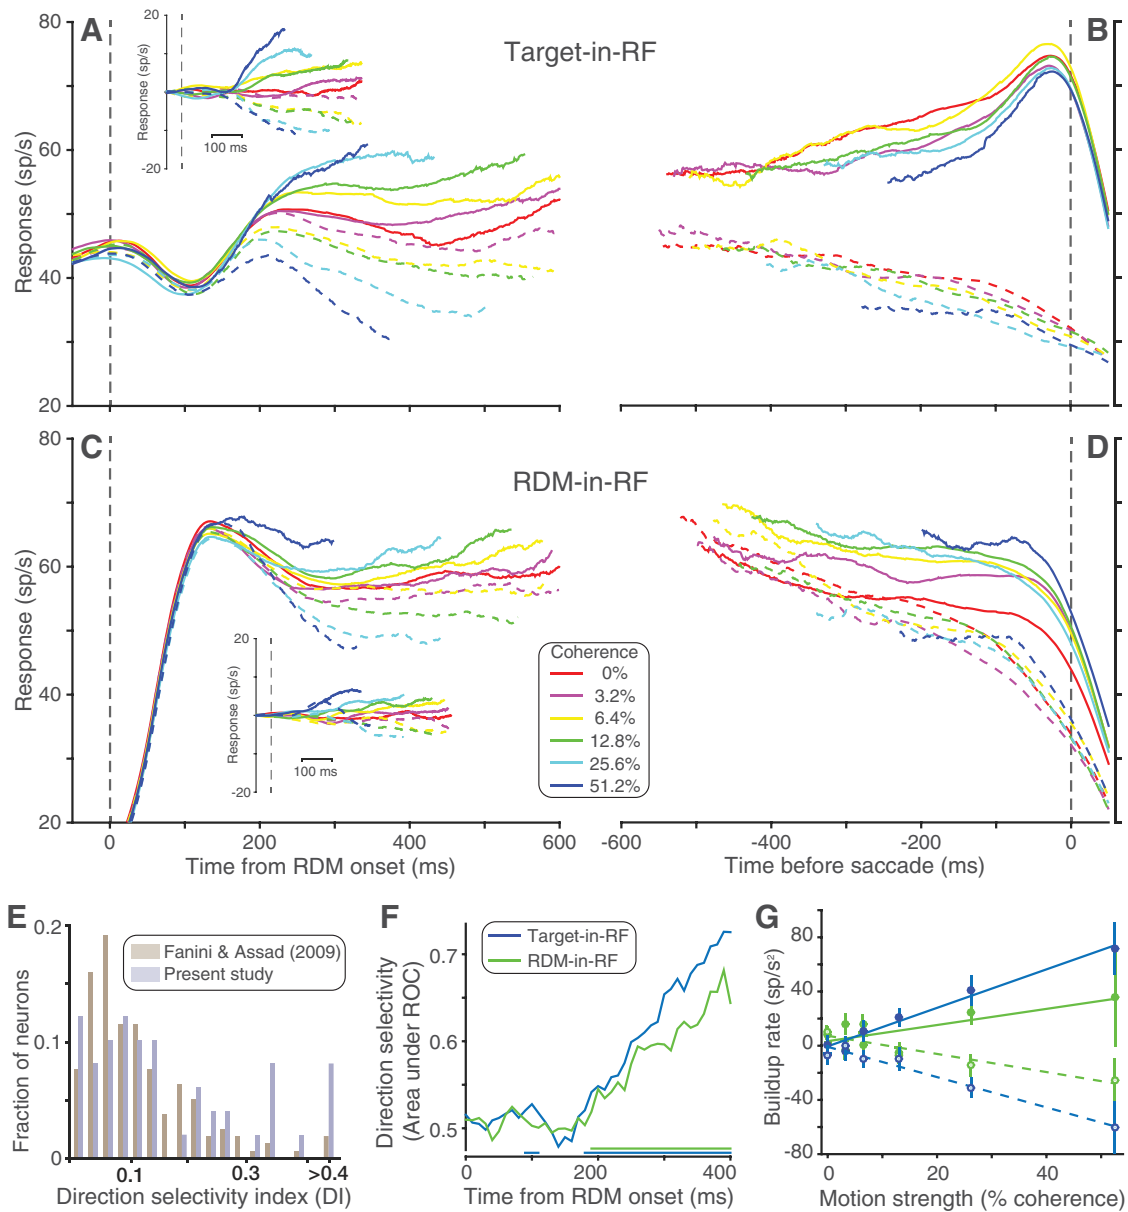 A
Target-in-RF
B
Response (sp/s)
80
60
40
20
20
-20
Response (sp/s)
100 ms
-600
-400
-200
0
C
RDM-in-RF
D
Response (sp/s)
80
60
40
20
20
-20
Response (sp/s)
100 ms
Coherence
0%
3.2%
6.4%
12.8%
25.6%
51.2%
0
200
400
600
Time from RDM onset (ms)
-600
-400
-200
0
Time before saccade (ms)
E
Fraction of neurons
0.2
0.1
0
Fanini & Assad (2009)
Present study
0.1
0.3
>0.4
Direction selectivity index (DI)
F
Direction selectivity
(Area under ROC)
0.7
0.6
0.5
Target-in-RF
RDM-in-RF
0
200
400
Time from RDM onset (ms)
G
Buildup rate (sp/s²)
80
40
0
-40
-80
0
20
40
Motion strength (% coherence)